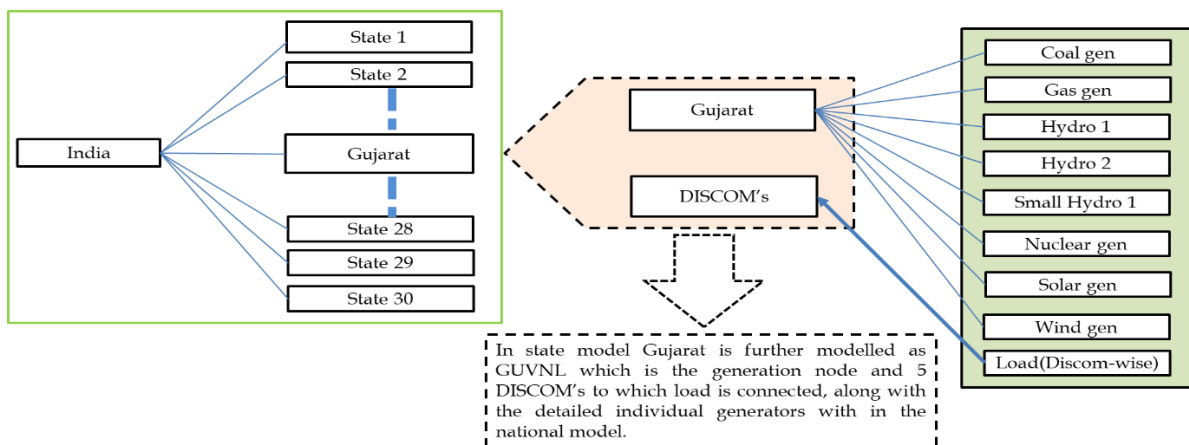 State 1
State 2
India
Gujarat
State 28
State 29
State 30
Gujarat
DISCOM's
In state model Gujarat is further modelled as
GUVNL which is the generation node and 5
DISCOM's to which load is connected, along with
the detailed individual generators with in the
national model.
Coal gen
Gas gen
Hydro 1
Hydro 2
Small Hydro 1
Nuclear gen
Solar gen
Wind gen
Load(Discom-wise)